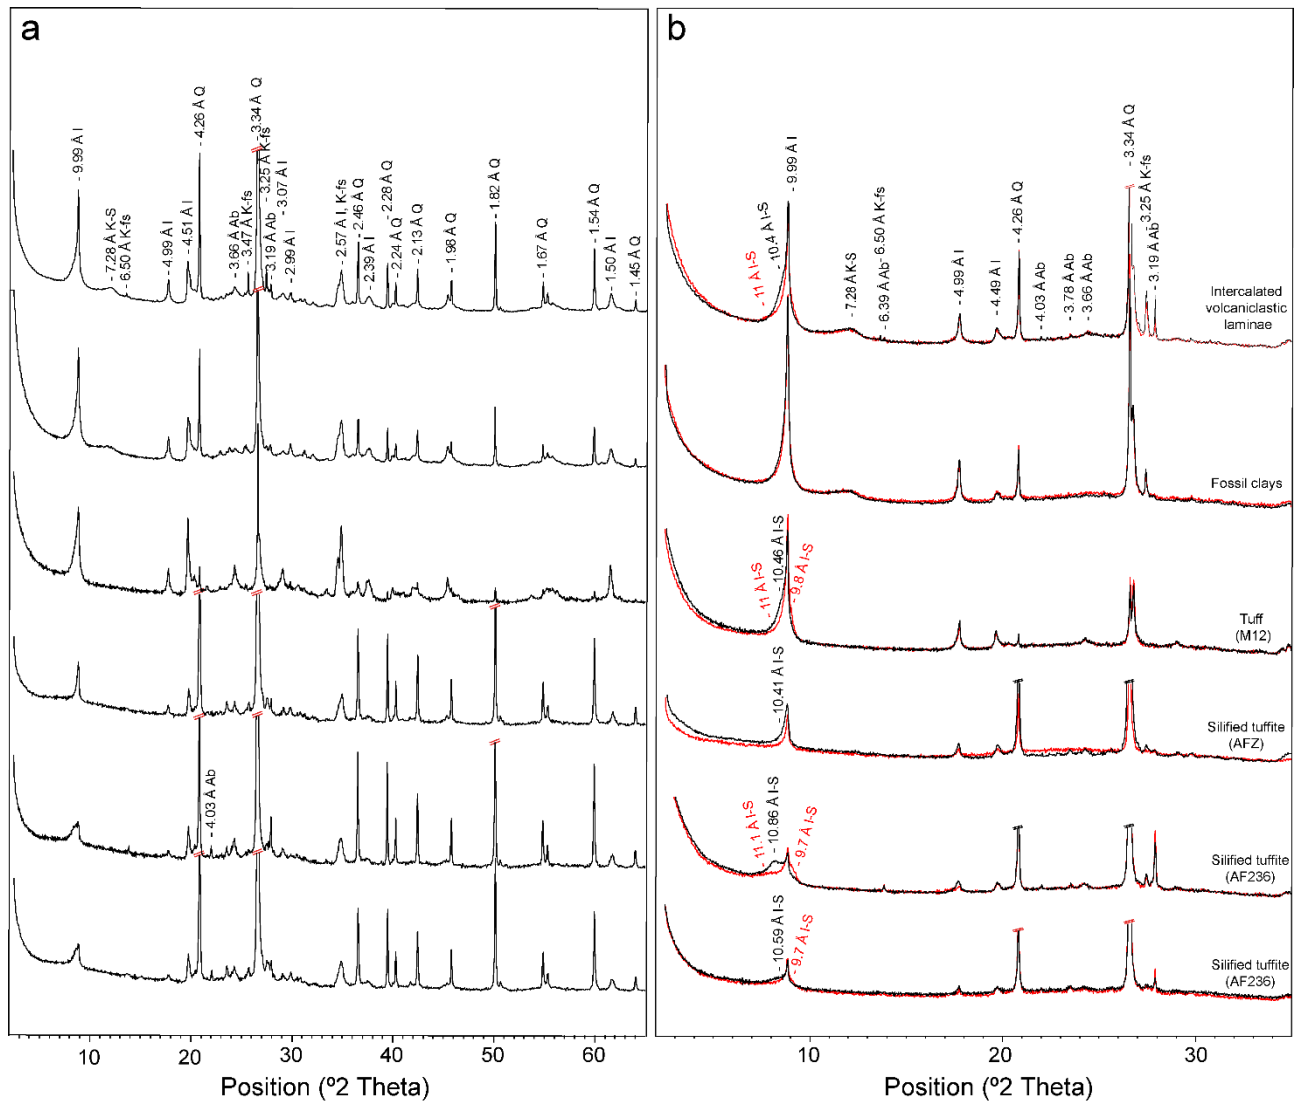 a
- 9.99 Å I
- 7.28 Å K-S
- 6.50 Å K-fs
- 4.99 Å I
- 4.51 Å I
- 4.26 Å Q
- 3.66 Å Ab
- 3.47 Å K-fs
- 3.34 Å Q
- 3.25 Å K-fs
- 3.19 Å Ab
- 3.07 Å I
- 2.99 Å I
- 2.57 Å I, K-fs
- 2.46 Å Q
- 2.39 Å I
- 2.28 Å Q
- 2.24 Å Q
- 2.13 Å Q
- 1.98 Å Q
- 1.82 Å Q
- 1.67 Å Q
- 1.54 Å Q
- 1.50 Å I
- 1.45 Å Q
- 4.03 Å Ab
10
20
30
40
50
60
Position (º2 Theta)
b
- 11 Å I-S
- 10.4 Å I-S
- 9.99 Å I
- 7.28 Å K-S
- 6.39 Å Ab
- 6.50 Å K-fs
- 4.99 Å I
- 4.49 Å I
- 4.26 Å Q
- 4.03 Å Ab
- 3.78 Å Ab
- 3.66 Å Ab
- 3.34 Å Q
- 3.25 Å K-fs
- 3.19 Å Ab
Intercalated
volcaniclastic
laminae
Fossil clays
- 11 Å I-S
- 10.46 Å I-S
- 9.8 Å I-S
Tuff
(M12)
- 10.41 Å I-S
Silified tuffite
(AFZ)
- 11.1 Å I-S
- 10.86 Å I-S
- 9.7 Å I-S
Silified tuffite
(AF236)
- 10.59 Å I-S
- 9.7 Å I-S
Silified tuffite
(AF236)
10
20
30
Position (º2 Theta)